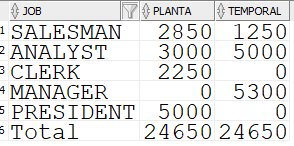 JOB PLANTA TEMPORAL
1 SALESMAN 2850 1250
2 ANALYST 3000 5000
3 CLERK 2250 0
4 MANAGER 0 5300
5 PRESIDENT 5000 0
6 Total 24650 24650